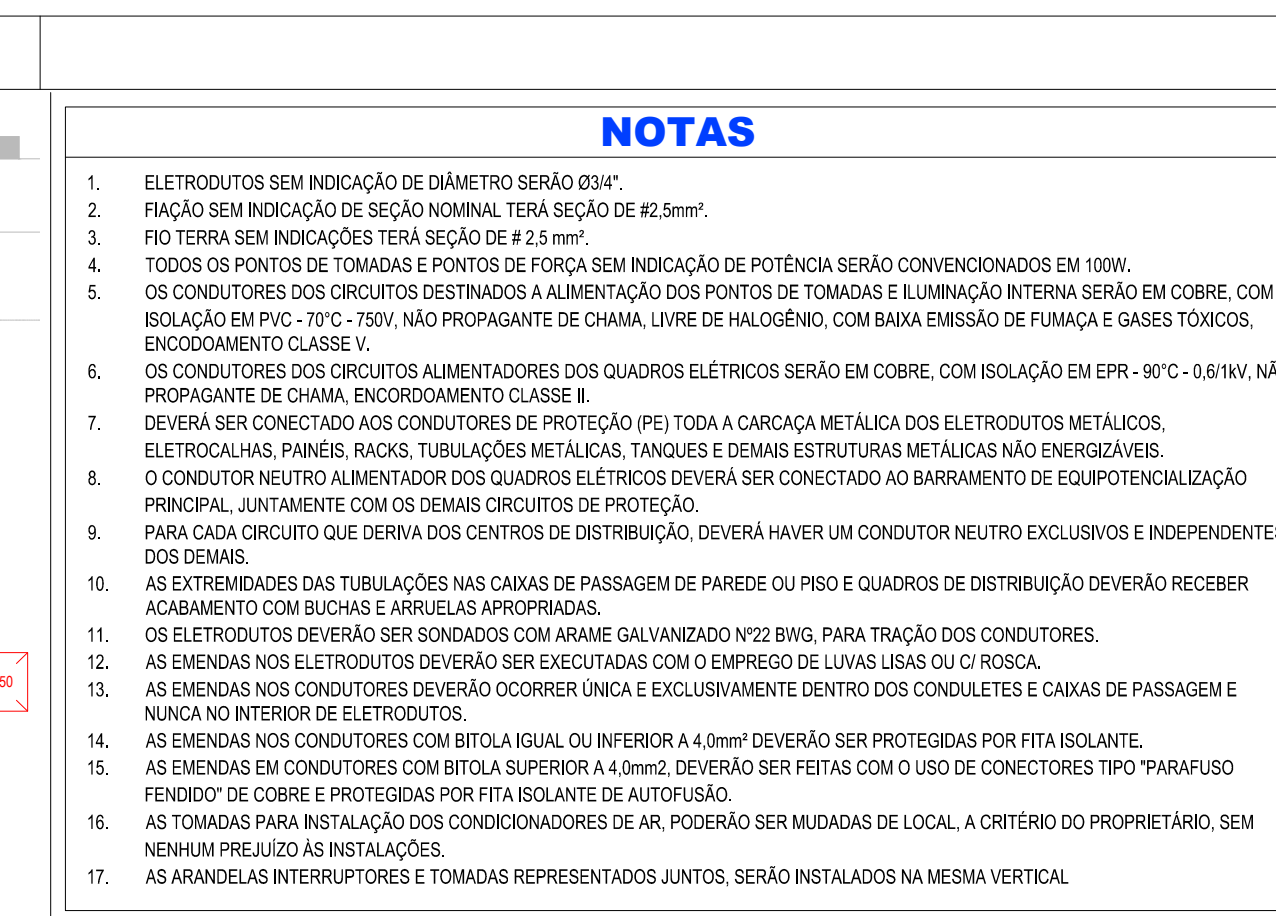 NOTAS
1. ELETRODUTOS SEM INDICAÇÃO DE DIÂMETRO SERÃO Ø3/4".
2. FIAÇÃO SEM INDICAÇÃO DE SEÇÃO NOMINAL TERÁ SEÇÃO DE #2,5mm².
3. FIO TERRA SEM INDICAÇÕES TERÁ SEÇÃO DE # 2,5 mm².
4. TODOS OS PONTOS DE TOMADAS E PONTOS DE FORÇA SEM INDICAÇÃO DE POTÊNCIA SERÃO CONVENCIONADOS EM 100W.
5. OS CONDUTORES DOS CIRCUITOS DESTINADOS A ALIMENTAÇÃO DOS PONTOS DE TOMADAS E ILUMINAÇÃO INTERNA SERÃO EM COBRE, COM
ISOLAÇÃO EM PVC - 70°C - 750V, NÃO PROPAGANTE DE CHAMA, LIVRE DE HALOGÊNIO, COM BAIXA EMISSÃO DE FUMAÇA E GASES TÓXICOS,
ENCODOAMENTO CLASSE V.
6. OS CONDUTORES DOS CIRCUITOS ALIMENTADORES DOS QUADROS ELÉTRICOS SERÃO EM COBRE, COM ISOLAÇÃO EM EPR - 90°C - 0,6/1kV, NÃ
PROPAGANTE DE CHAMA, ENCORDOAMENTO CLASSE II.
7. DEVERÁ SER CONECTADO AOS CONDUTORES DE PROTEÇÃO (PE) TODA A CARCAÇA METÁLICA DOS ELETRODUTOS METÁLICOS,
ELETROCALHAS, PAINÉIS, RACKS, TUBULAÇÕES METÁLICAS, TANQUES E DEMAIS ESTRUTURAS METÁLICAS NÃO ENERGIZÁVEIS.
8. O CONDUTOR NEUTRO ALIMENTADOR DOS QUADROS ELÉTRICOS DEVERÁ SER CONECTADO AO BARRAMENTO DE EQUIPOTENCIALIZAÇÃO
PRINCIPAL, JUNTAMENTE COM OS DEMAIS CIRCUITOS DE PROTEÇÃO.
9. PARA CADA CIRCUITO QUE DERIVA DOS CENTROS DE DISTRIBUIÇÃO, DEVERÁ HAVER UM CONDUTOR NEUTRO EXCLUSIVOS E INDEPENDENTES
DOS DEMAIS.
10. AS EXTREMIDADES DAS TUBULAÇÕES NAS CAIXAS DE PASSAGEM DE PAREDE OU PISO E QUADROS DE DISTRIBUIÇÃO DEVERÃO RECEBER
ACABAMENTO COM BUCHAS E ARRUELAS APROPRIADAS.
11. OS ELETRODUTOS DEVERÃO SER SONDADOS COM ARAME GALVANIZADO Nº22 BWG, PARA TRAÇÃO DOS CONDUTORES.
12. AS EMENDAS NOS ELETRODUTOS DEVERÃO SER EXECUTADAS COM O EMPREGO DE LUVAS LISAS OU C/ ROSCA.
50
13. AS EMENDAS NOS CONDUTORES DEVERÃO OCORRER ÚNICA E EXCLUSIVAMENTE DENTRO DOS CONDULETES E CAIXAS DE PASSAGEM E
NUNCA NO INTERIOR DE ELETRODUTOS.
14. AS EMENDAS NOS CONDUTORES COM BITOLA IGUAL OU INFERIOR A 4,0mm² DEVERÃO SER PROTEGIDAS POR FITA ISOLANTE.
15. AS EMENDAS EM CONDUTORES COM BITOLA SUPERIOR A 4,0mm2, DEVERÃO SER FEITAS COM O USO DE CONECTORES TIPO "PARAFUSO
FENDIDO" DE COBRE E PROTEGIDAS POR FITA ISOLANTE DE AUTOFUSÃO.
16. AS TOMADAS PARA INSTALAÇÃO DOS CONDICIONADORES DE AR, PODERÃO SER MUDADAS DE LOCAL, A CRITÉRIO DO PROPRIETÁRIO, SEM
NENHUM PREJUÍZO ÀS INSTALAÇÕES.
17. AS ARANDELAS INTERRUPTORES E TOMADAS REPRESENTADOS JUNTOS, SERÃO INSTALADOS NA MESMA VERTICAL